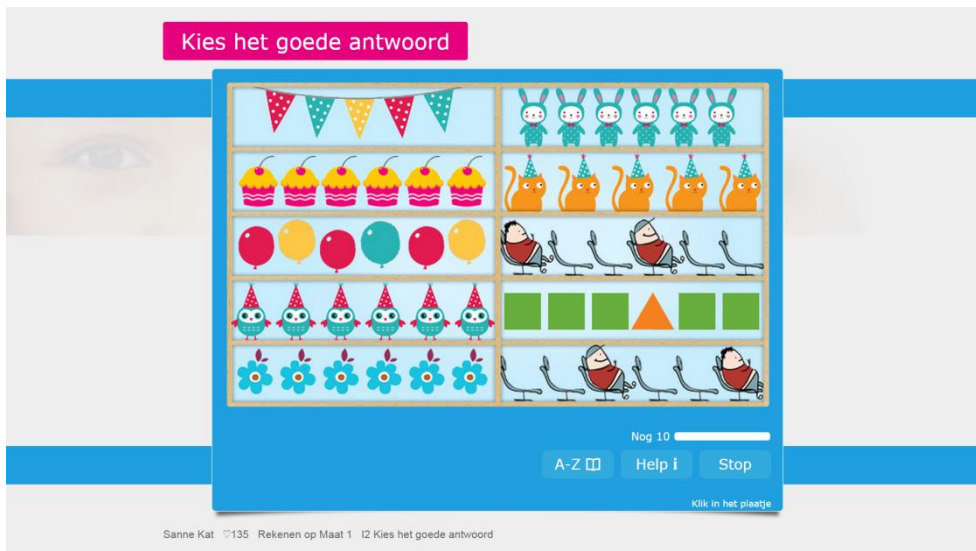 Kies het goede antwoord
Nog 10
A-Z Help i Stop
Klik in het plaatje
Sanne Kat ♡135 Rekenen op Maat 1 I2 Kies het goede antwoord